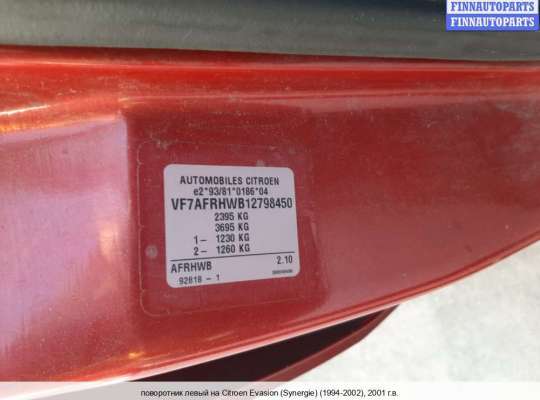 FINNAUTOPARTS
FINNAUTOPARTS
FINNAUTOPARTS
AUTOMOBILES CITROEN
e2*93/81*0186*04
VF7AFRHWB12798450
2395 KG
3695 KG
1- 1230 KG
2- 1260 KG
AFRHWB 2.10
92818 - 1
поворотник левый на Citroen Evasion (Synergie) (1994-2002), 2001 г.в.